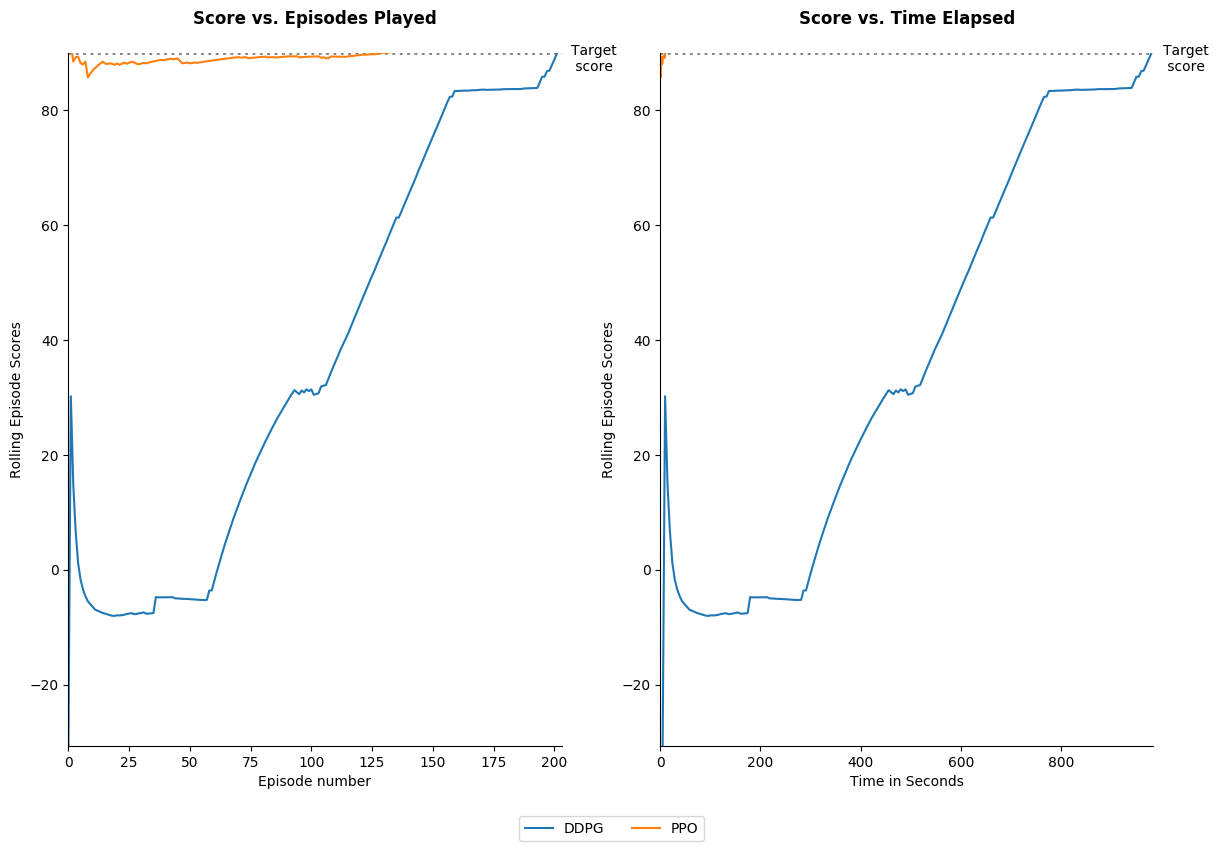 Score vs. Episodes Played
Score vs. Time Elapsed
Target
score
Target
score
80
60
40
20
0
−20
Rolling Episode Scores
0
25
50
75
100
125
150
175
200
Episode number
80
60
40
20
0
−20
Rolling Episode Scores
0
200
400
600
800
Time in Seconds
DDPG
PPO